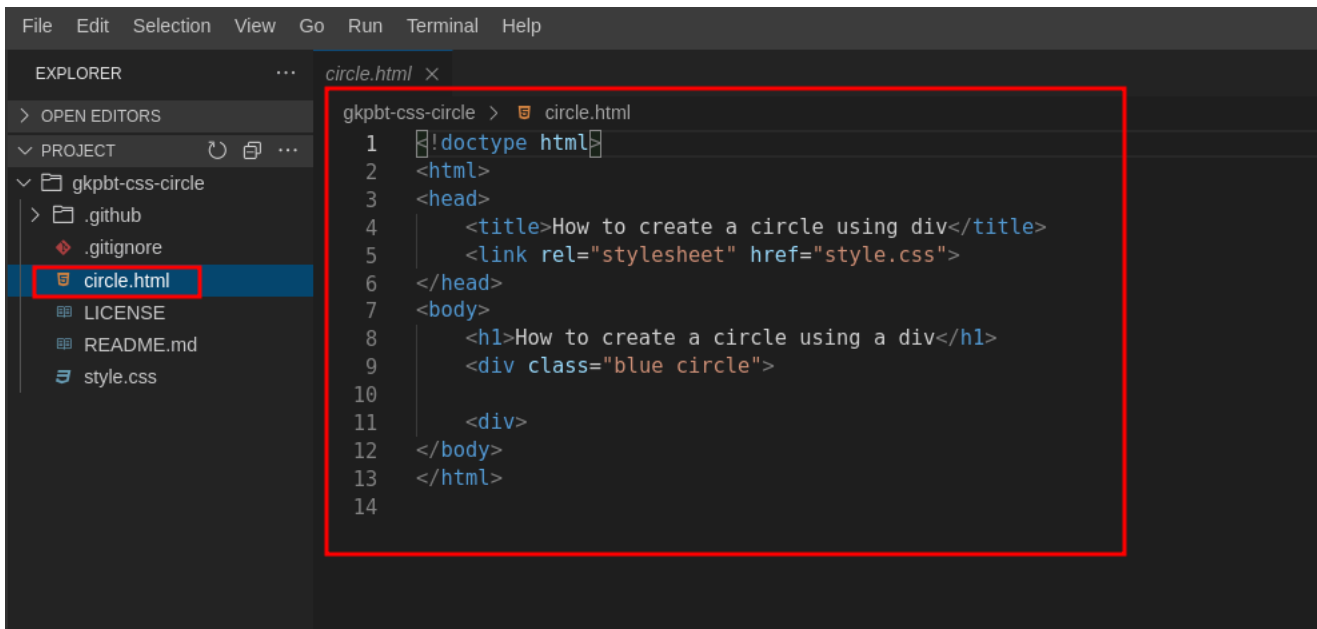 File Edit Selection View Go Run Terminal Help
EXPLORER ···
> OPEN EDITORS
PROJECT ···
gkpbt-css-circle
> .github
.gitignore
circle.html
LICENSE
README.md
style.css
circle.html ×
gkpbt-css-circle > circle.html
1 <!doctype html>
2 <html>
3 <head>
4     <title>How to create a circle using div</title>
5     <link rel="stylesheet" href="style.css">
6 </head>
7 <body>
8     <h1>How to create a circle using a div</h1>
9     <div class="blue circle">
10
11     <div>
12 </body>
13 </html>
14